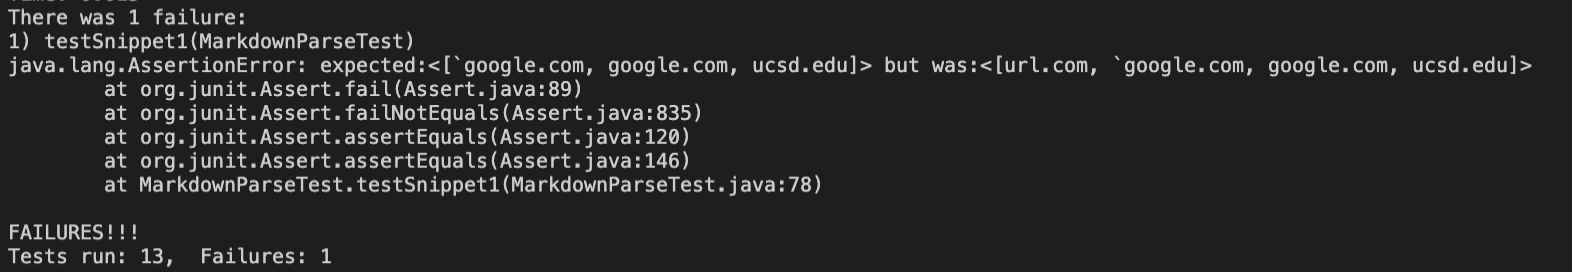 There was 1 failure:
1) testSnippet1(MarkdownParseTest)
java.lang.AssertionError: expected:<[`google.com, google.com, ucsd.edu]> but was:<[url.com, `google.com, google.com, ucsd.edu]>
at org.junit.Assert.fail(Assert.java:89)
at org.junit.Assert.failNotEquals(Assert.java:835)
at org.junit.Assert.assertEquals(Assert.java:120)
at org.junit.Assert.assertEquals(Assert.java:146)
at MarkdownParseTest.testSnippet1(MarkdownParseTest.java:78)
FAILURES!!!
Tests run: 13,  Failures: 1